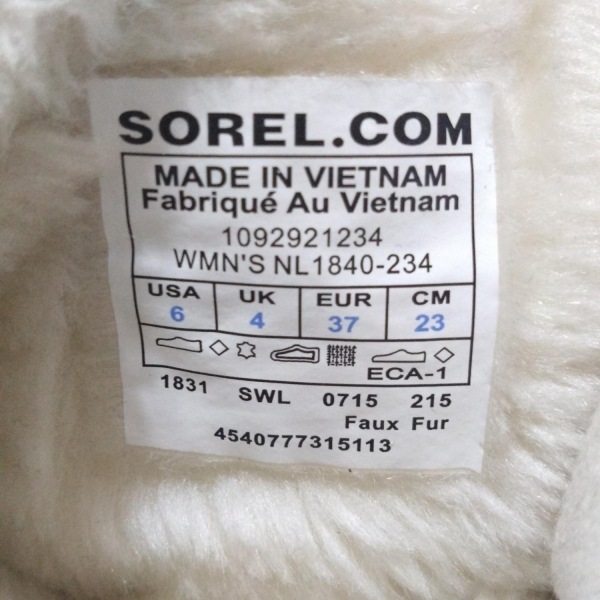 SOREL.COM
MADE IN VIETNAM
Fabriqué Au Vietnam
1092921234
WMN'S NL1840-234
USA UK EUR CM
6 4 37 23
ECA-1
1831 SWL 0715 215
Faux Fur
4540777315113